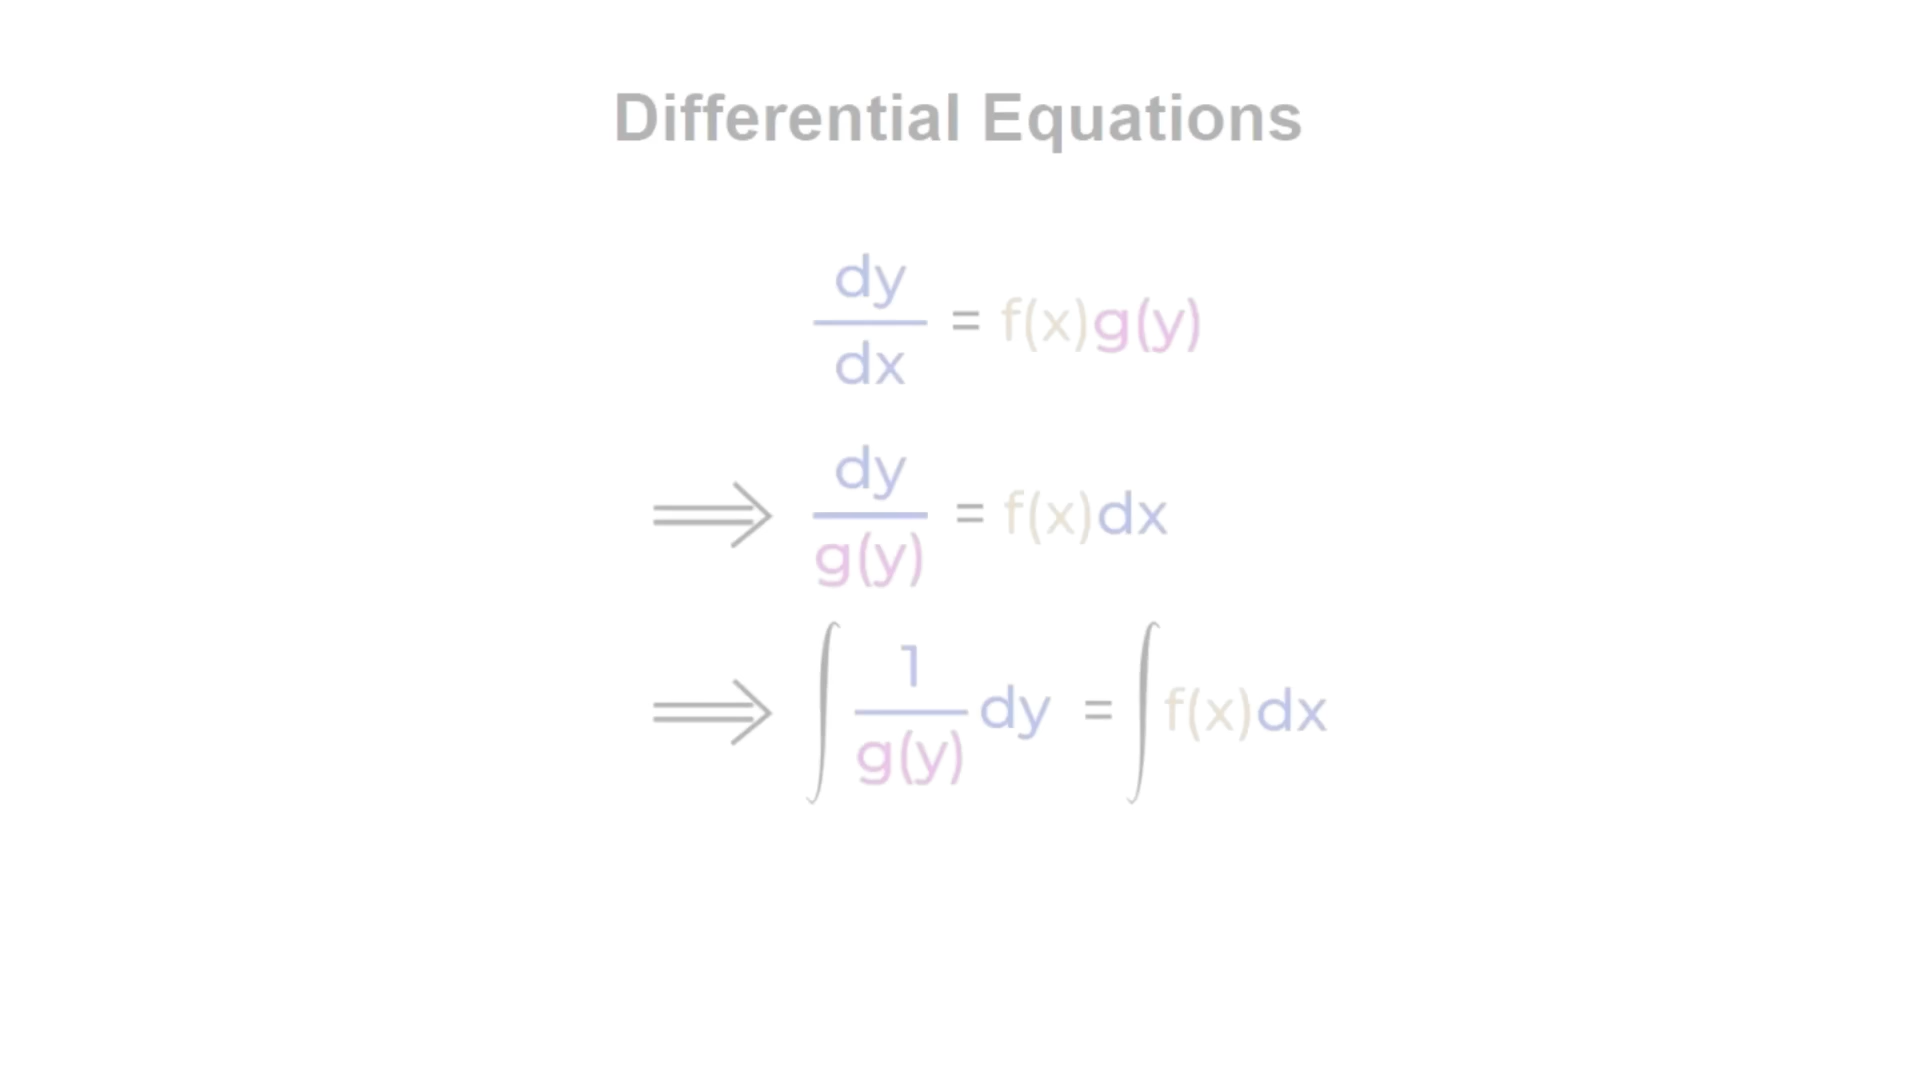 Differential Equations
dy/dx = f(x)g(y)
⟹ dy/g(y) = f(x)dx
⟹ ∫ 1/g(y) dy = ∫ f(x)dx